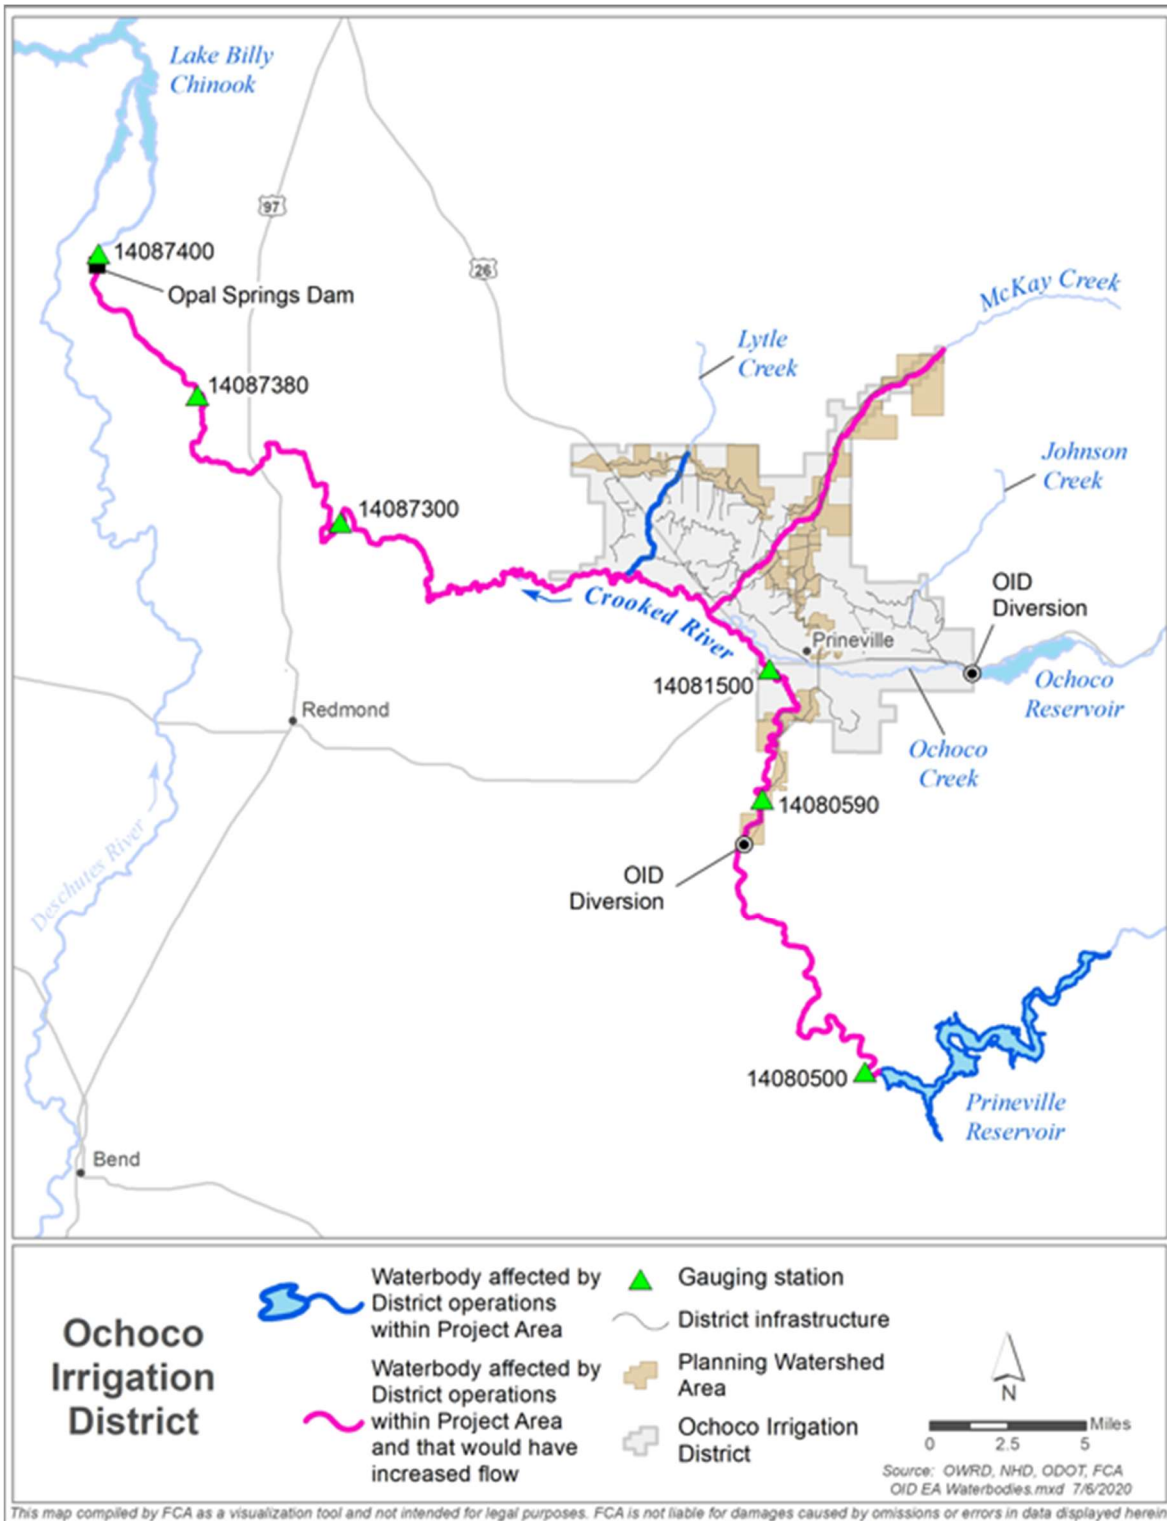 Lake Billy
Chinook
97
26
14087400
Opal Springs Dam
McKay Creek
Lytle
Creek
14087380
Johnson
Creek
14087300
OID
Diversion
Crooked River
Prineville
14081500
Ochoco
Reservoir
Redmond
Ochoco
Creek
14080590
Deschutes River
OID
Diversion
14080500
Prineville
Reservoir
Bend
Ochoco
Irrigation
District
Waterbody affected by
District operations
within Project Area
Waterbody affected by
District operations
within Project Area
and that would have
increased flow
Gauging station
District infrastructure
Planning Watershed
Area
Ochoco Irrigation
District
N
Miles
0 2.5 5
Source: OWRD, NHD, ODOT, FCA
OID EA Waterbodies.mxd 7/6/2020
This map compiled by FCA as a visualization tool and not intended for legal purposes. FCA is not liable for damages caused by omissions or errors in data displayed herein